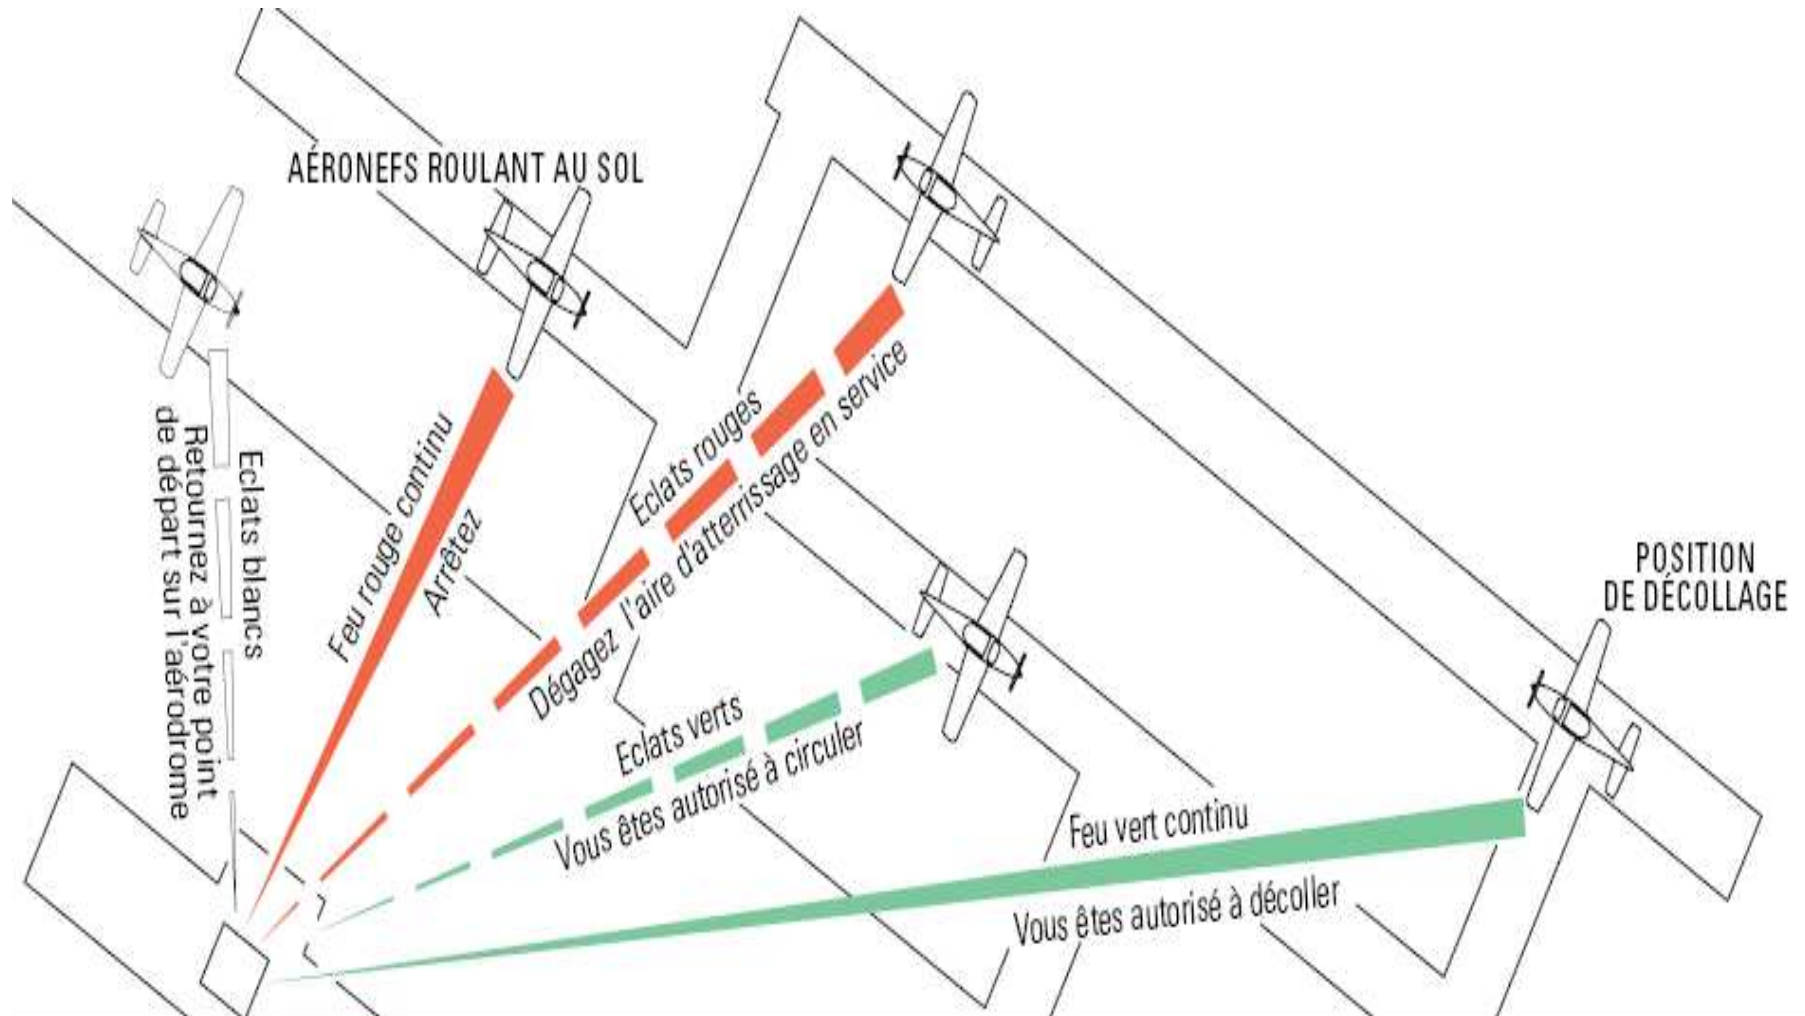 AÉRONEFS ROULANT AU SOL
Eclats blancs
Retournez à votre point
de départ sur l'aérodrome
Feu rouge continu
Arrêtez
Eclats rouges
Dégagez l'aire d'atterrissage en service
Eclats verts
Vous êtes autorisé à circuler
POSITION
DE DÉCOLLAGE
Feu vert continu
Vous êtes autorisé à décoller